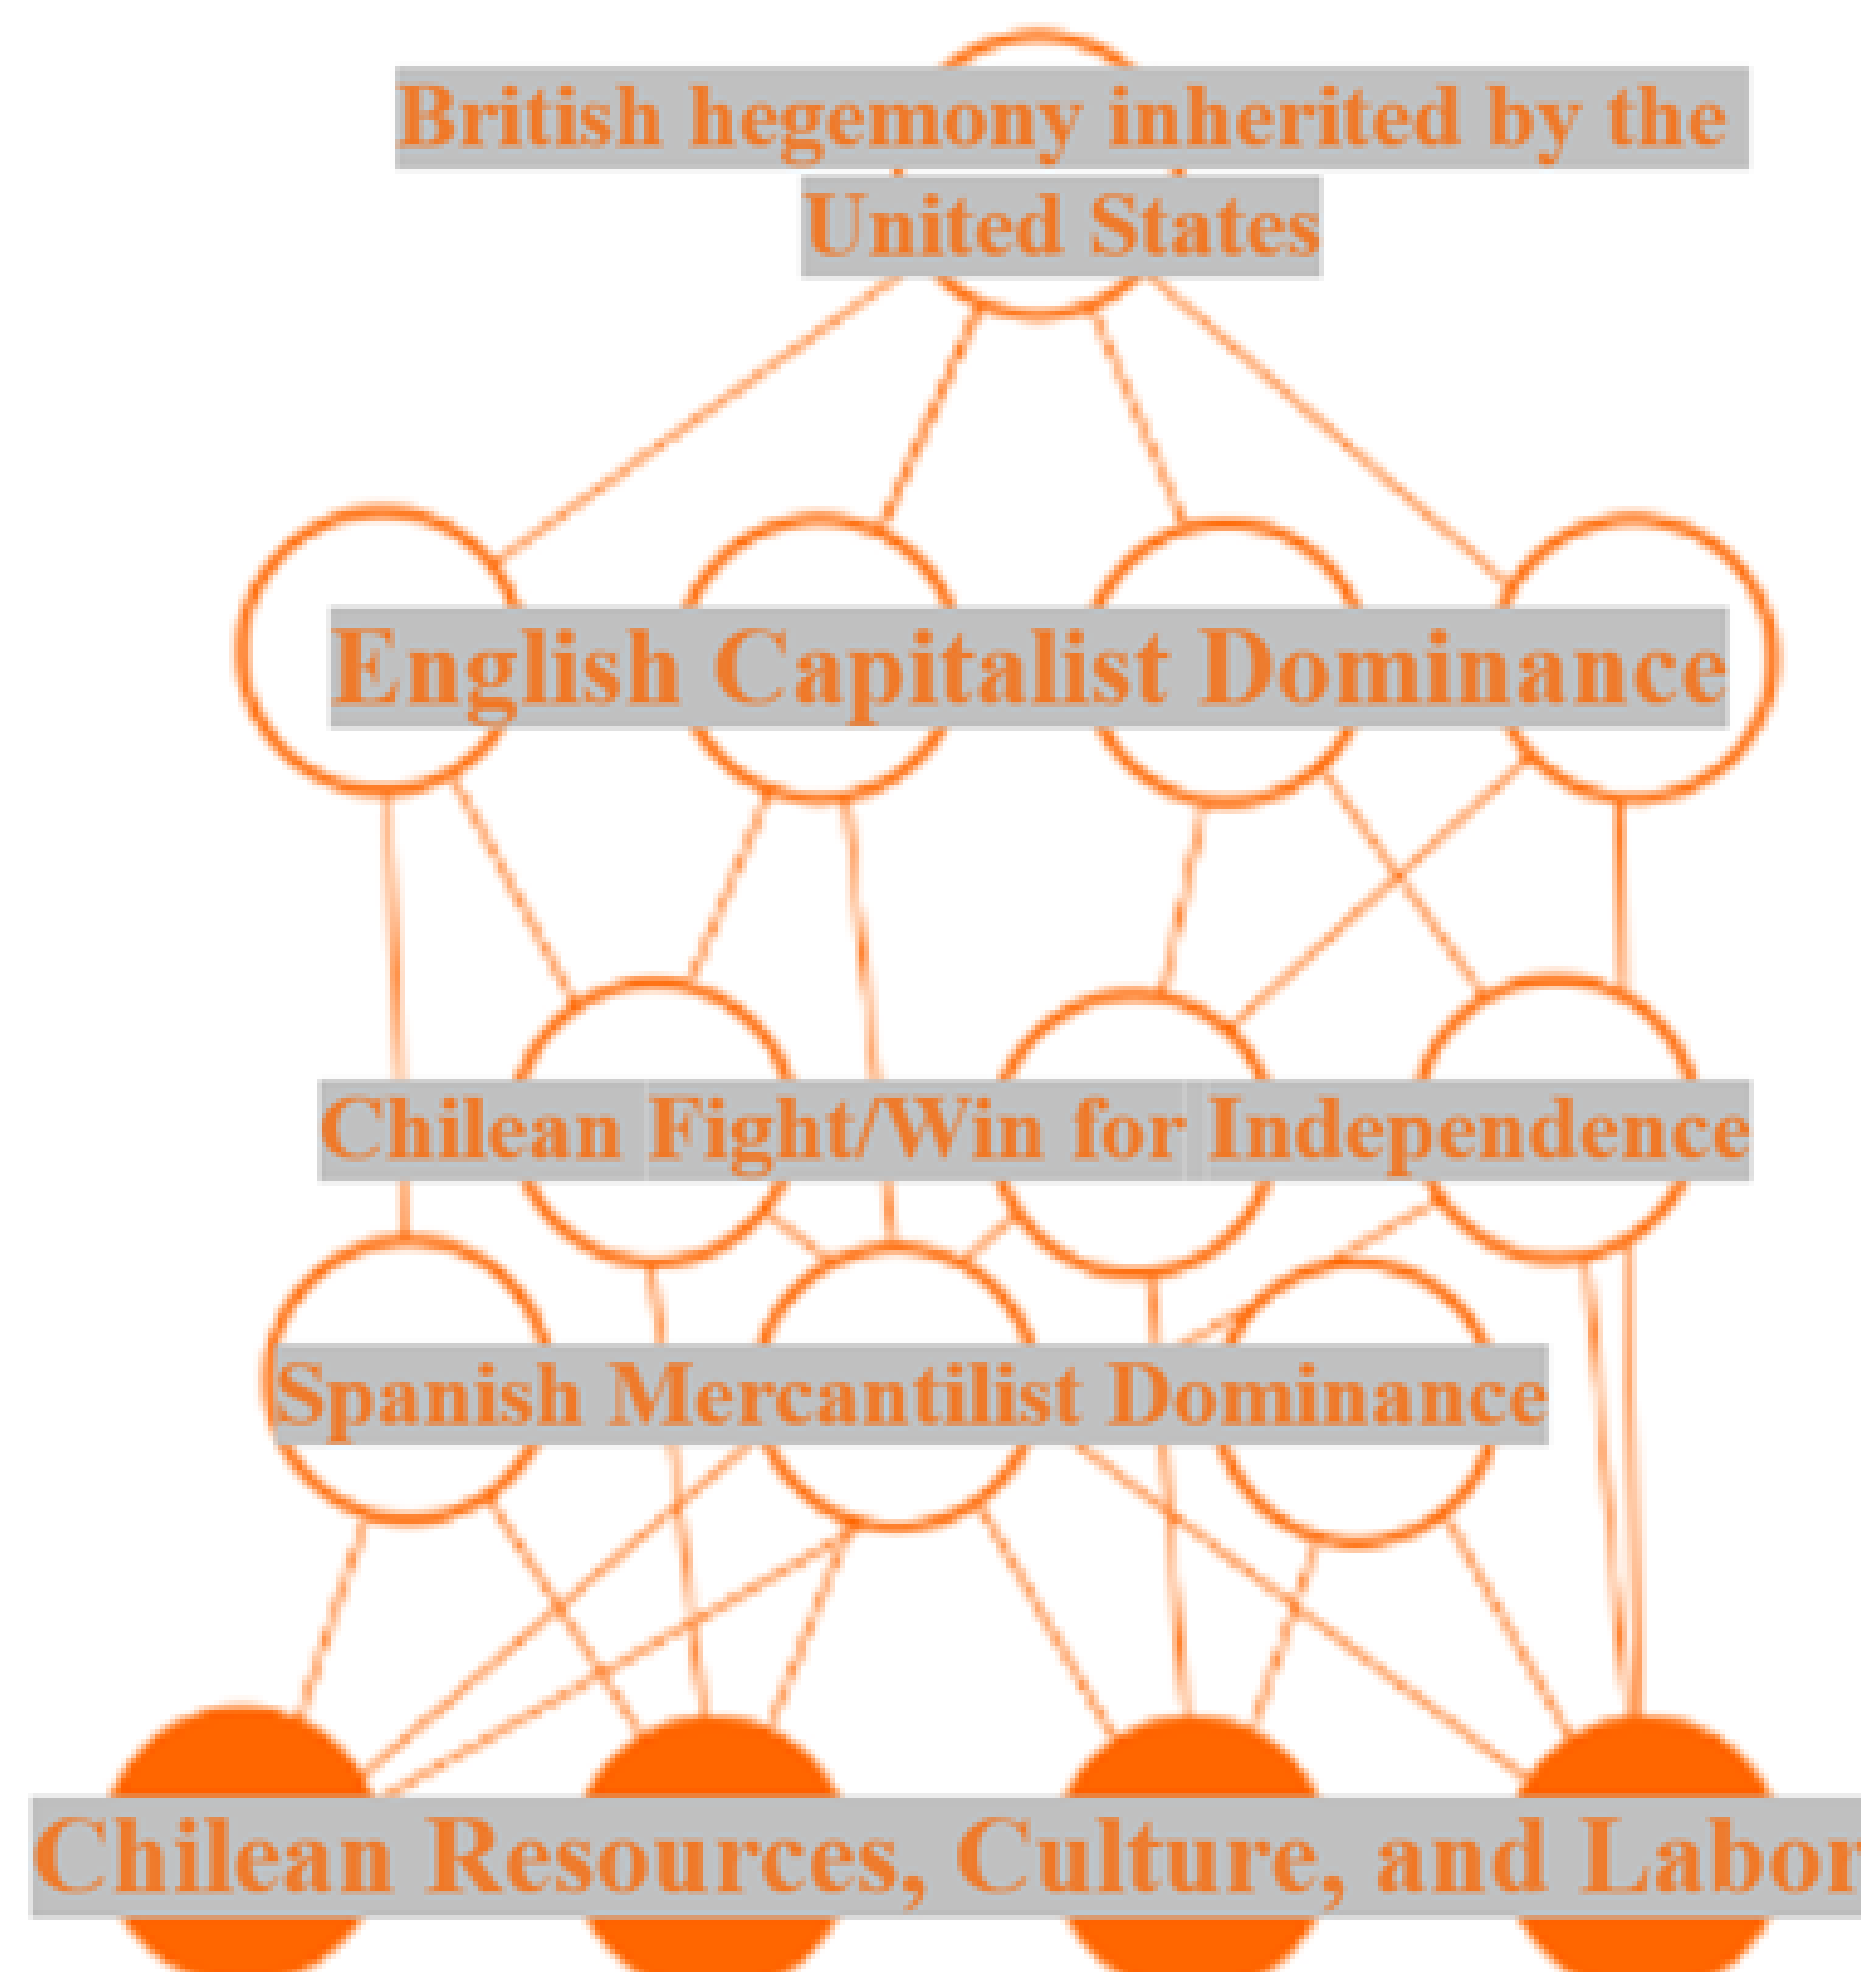 British hegemony inherited by the
United States
English Capitalist Dominance
Chilean Fight/Win for Independence
Spanish Mercantilist Dominance
Chilean Resources, Culture, and Labor